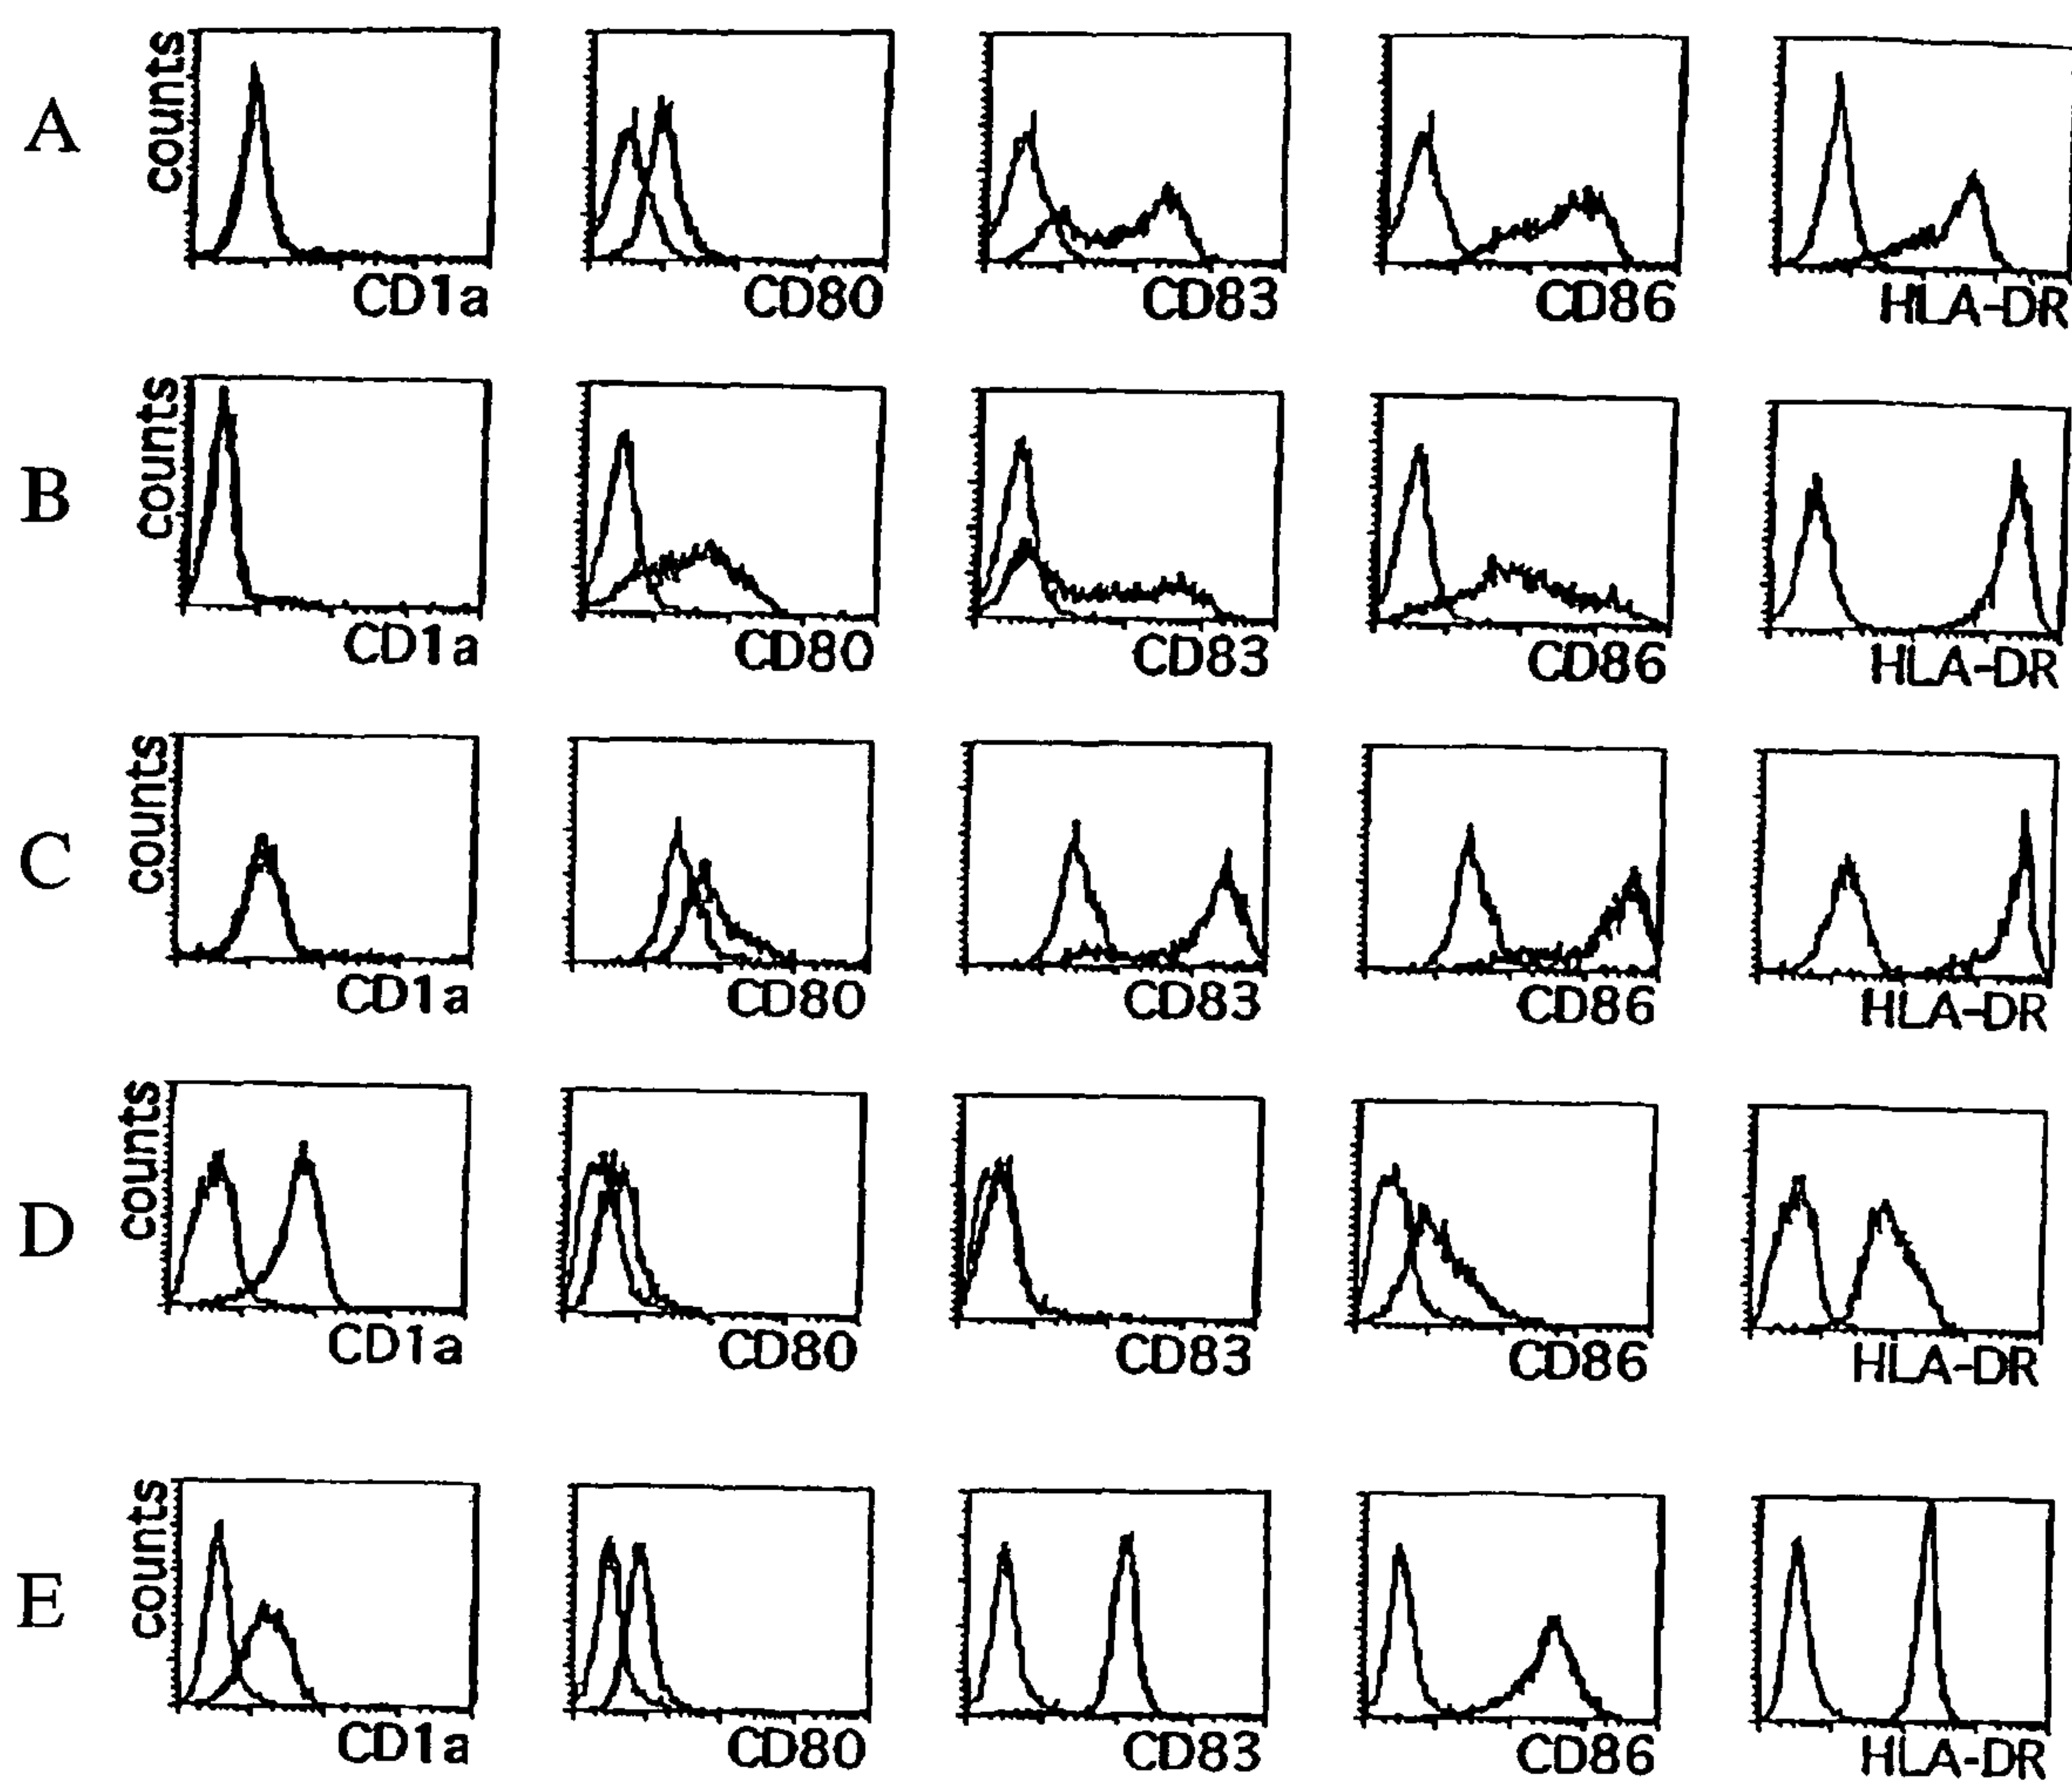 A counts CD1a CD80 CD83 CD86 HLA-DR
B counts CD1a CD80 CD83 CD86 HLA-DR
C counts CD1a CD80 CD83 CD86 HLA-DR
D counts CD1a CD80 CD83 CD86 HLA-DR
E counts CD1a CD80 CD83 CD86 HLA-DR